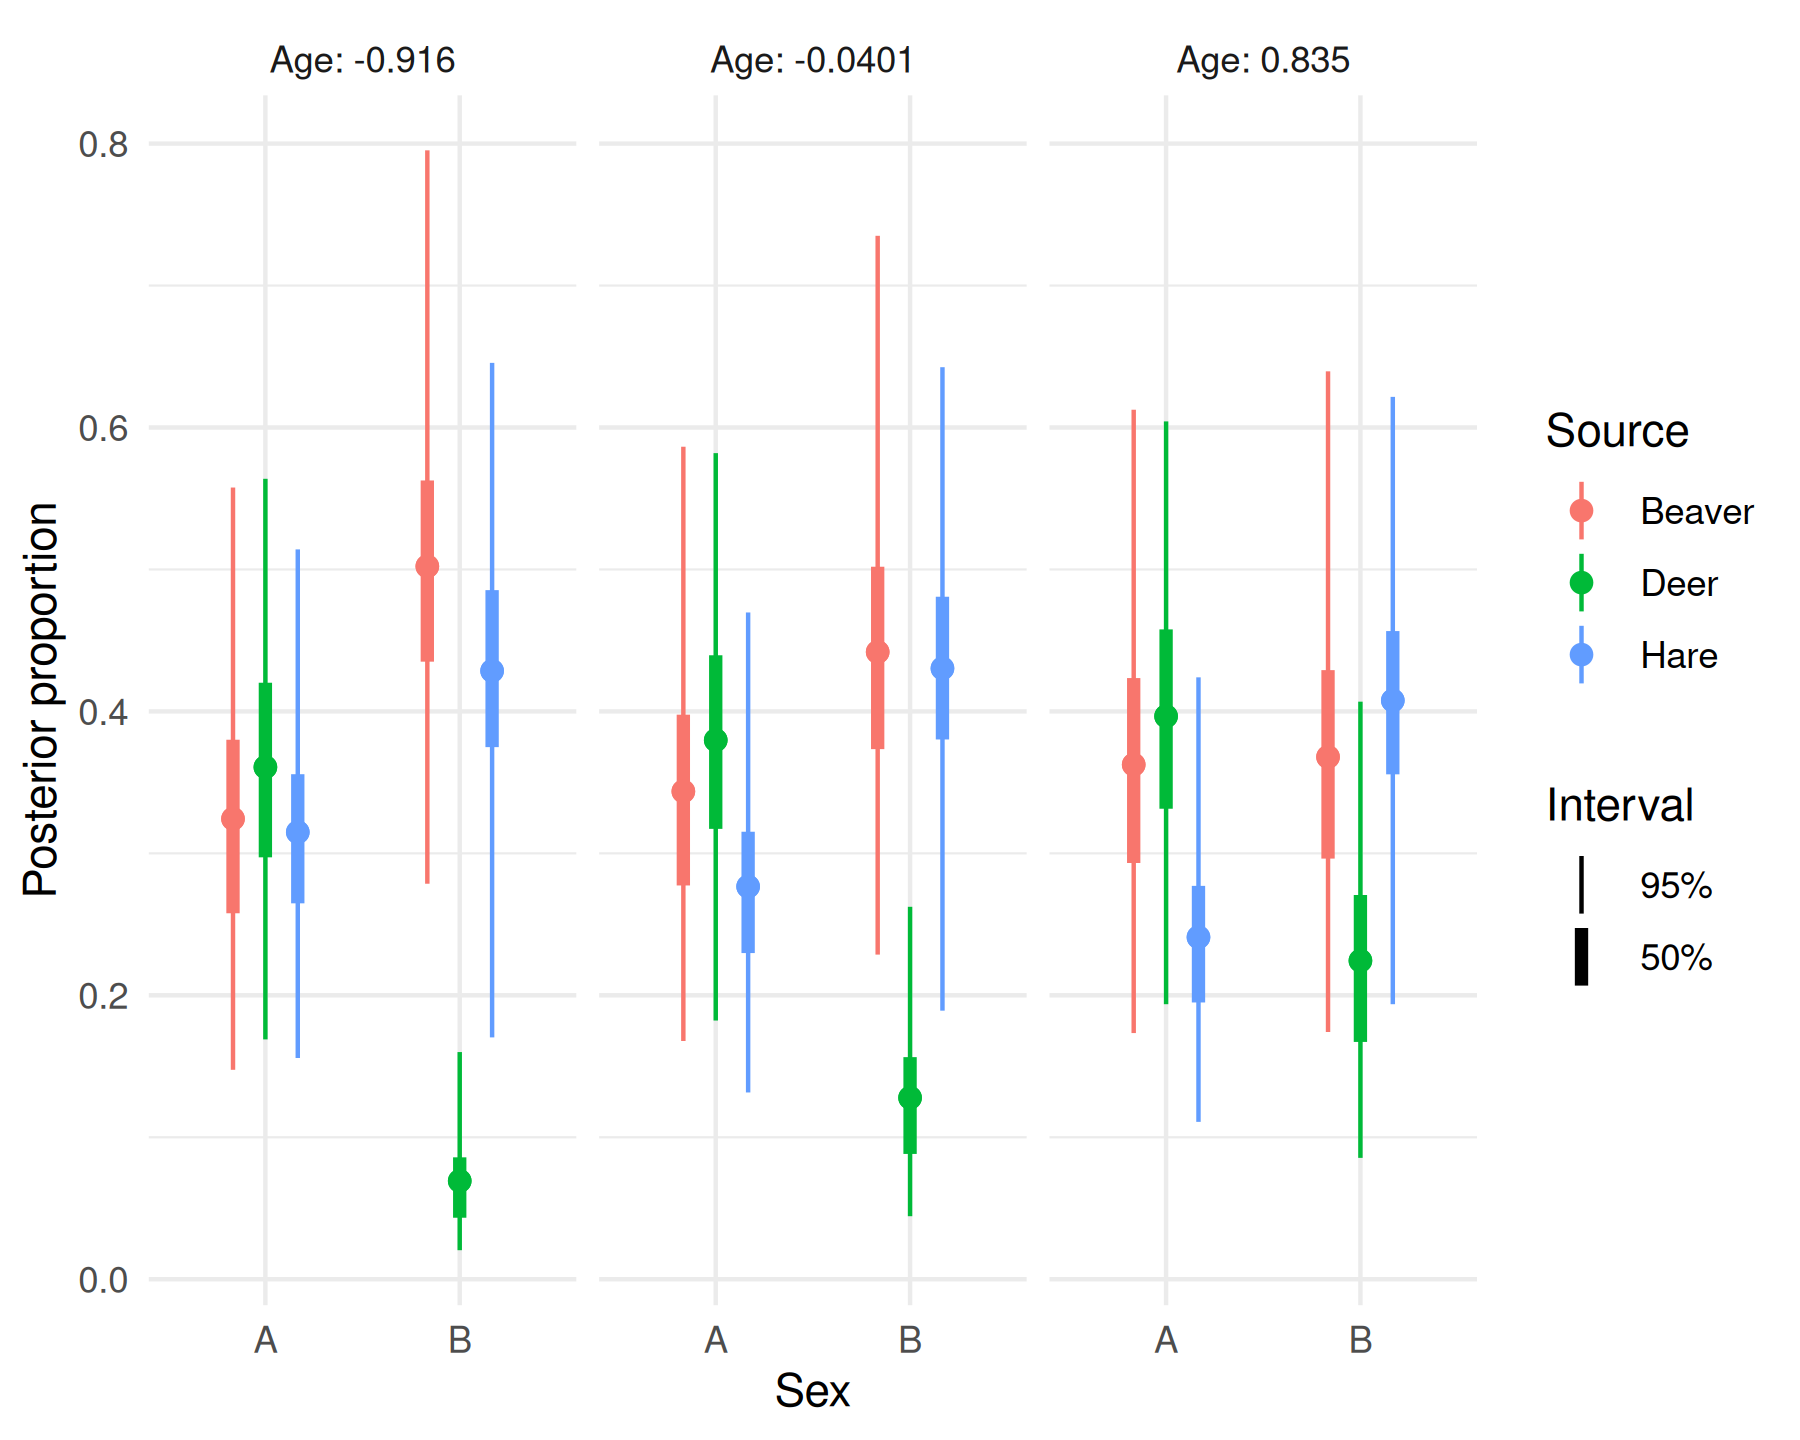 Age: -0.916
Age: -0.0401
Age: 0.835
0.8
0.6
0.4
0.2
0.0
Posterior proportion
A
B
A
B
A
B
Sex
Source
Beaver
Deer
Hare
Interval
95%
50%